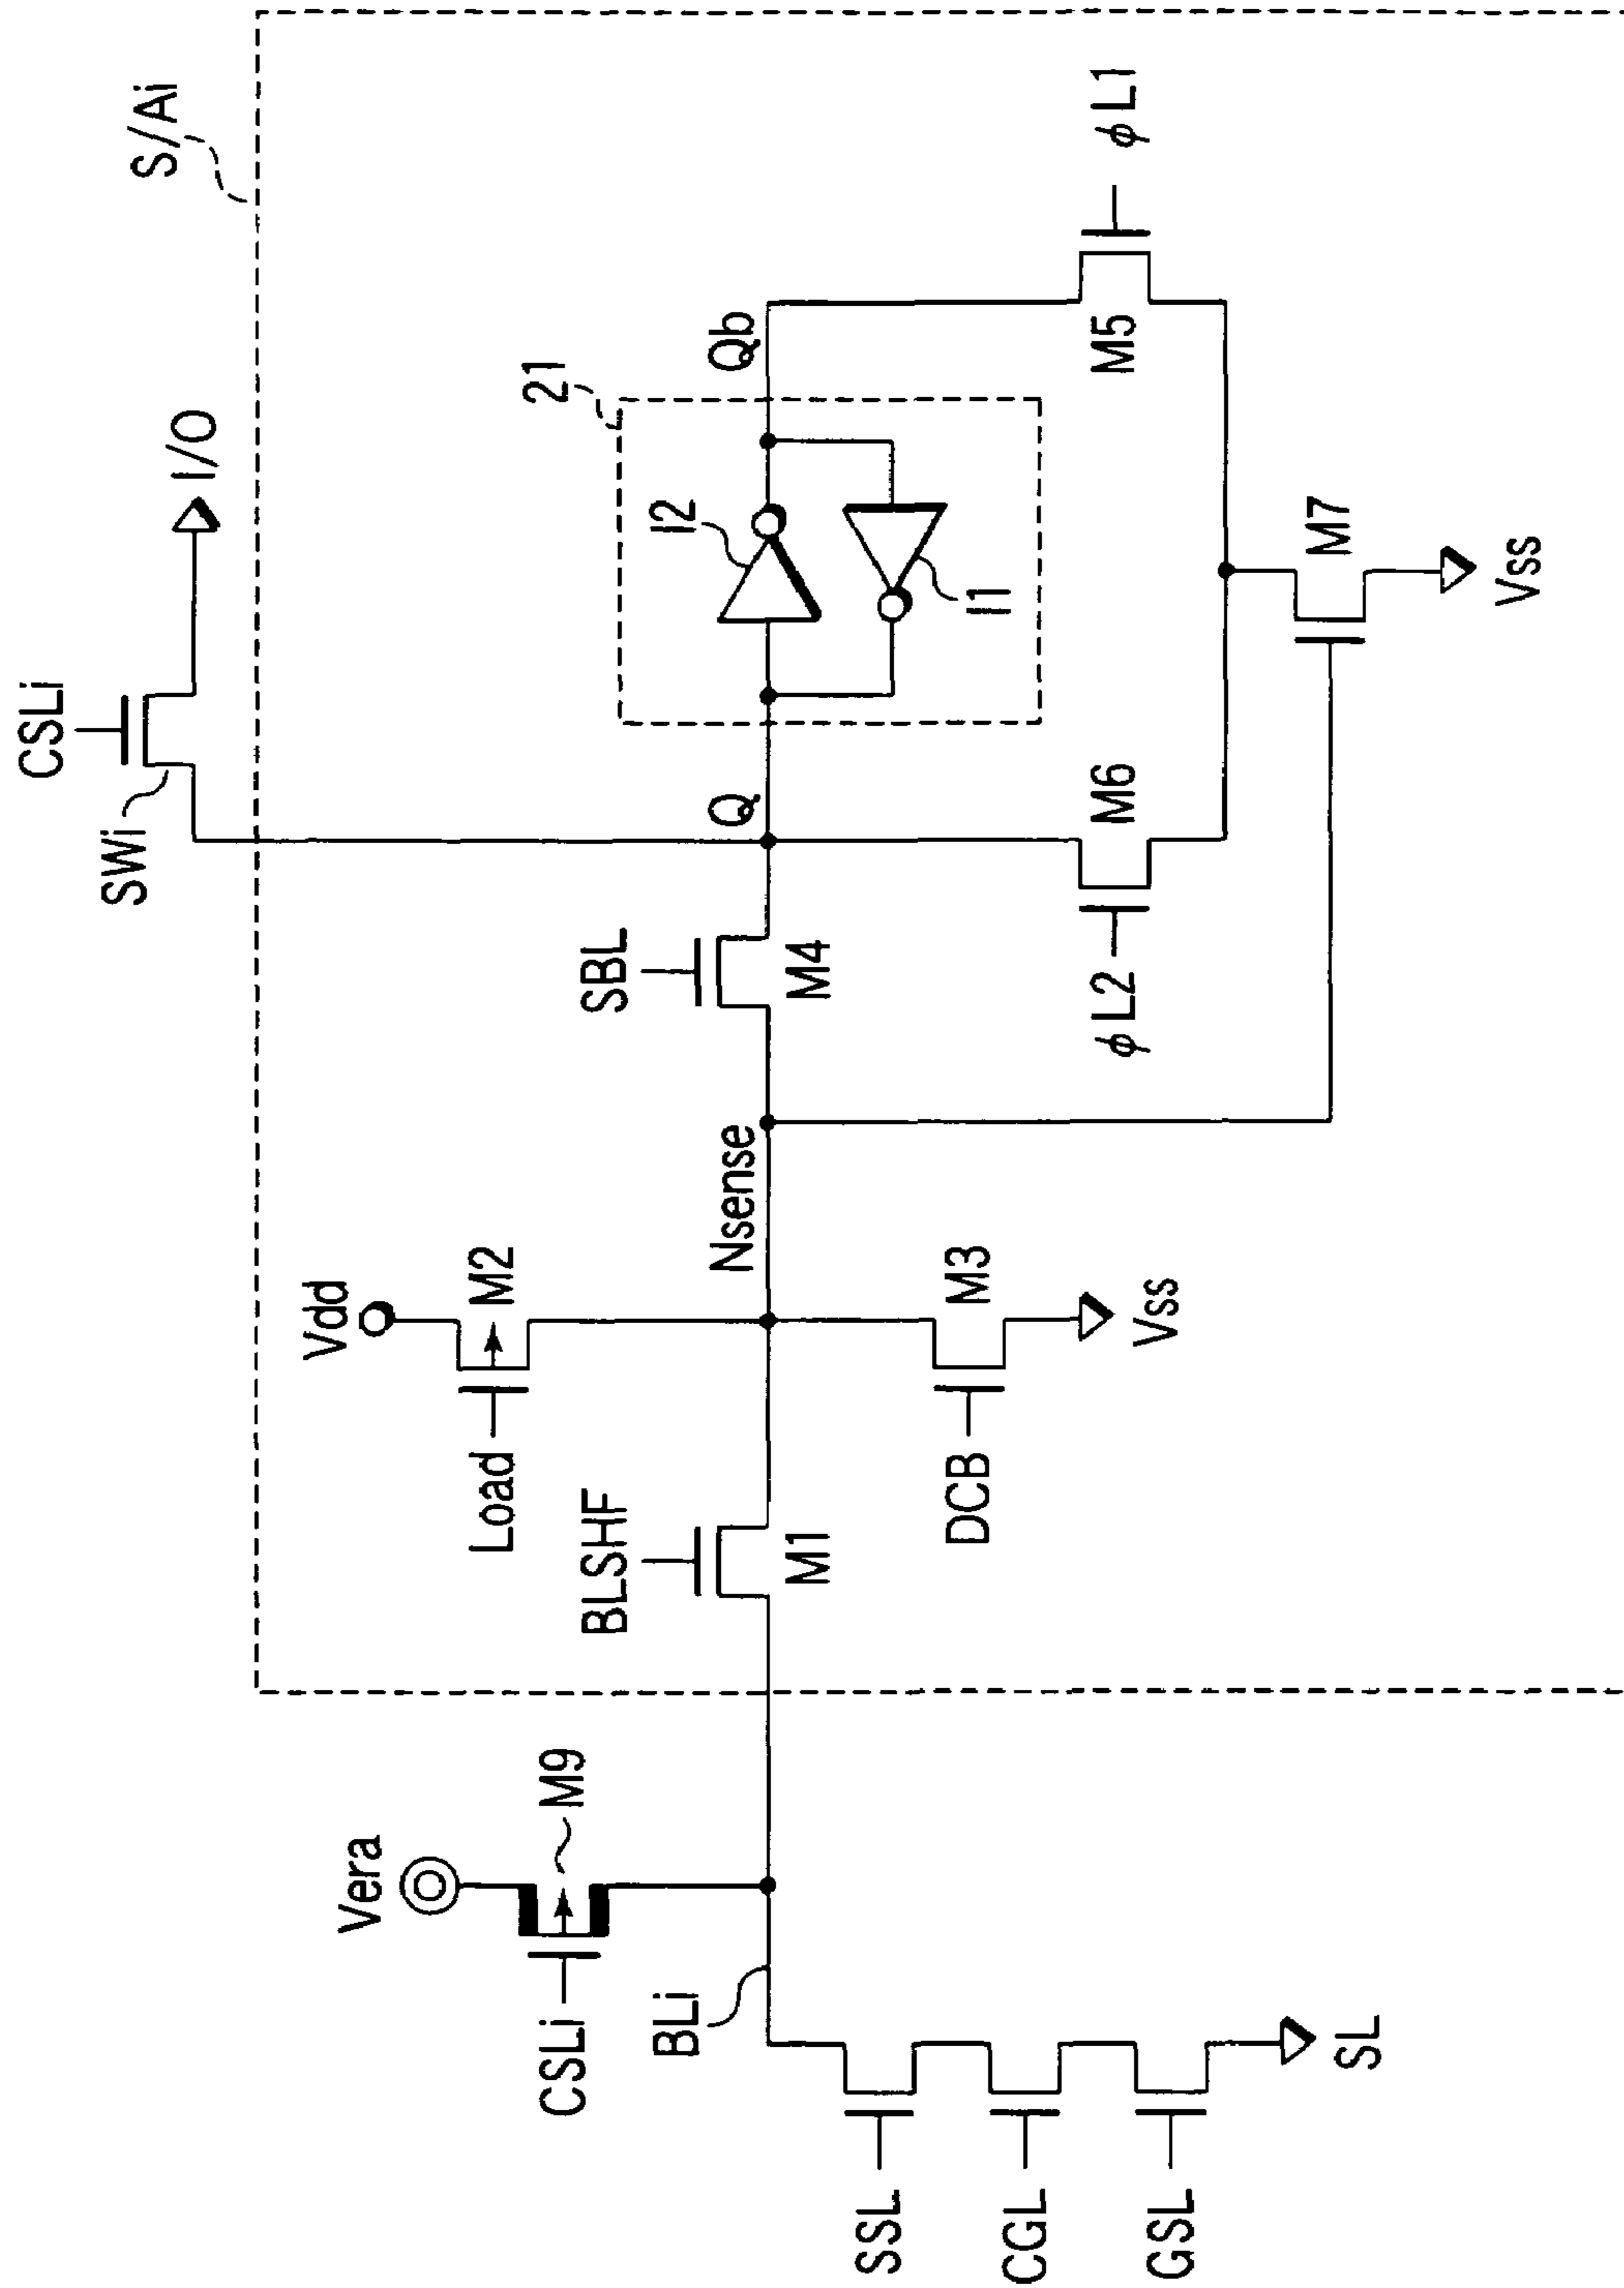 S/Ai
CSLi
SWi
I/O
Vera
CSLi
M9
BLi
SSL
CGL
GSL
SL
Vdd
Load
M2
BLSHF
M1
DCB
M3
Vss
Nsense
SBL
M4
Q
21
I2
I1
Qb
φL2
M6
M5
φL1
M7
Vss